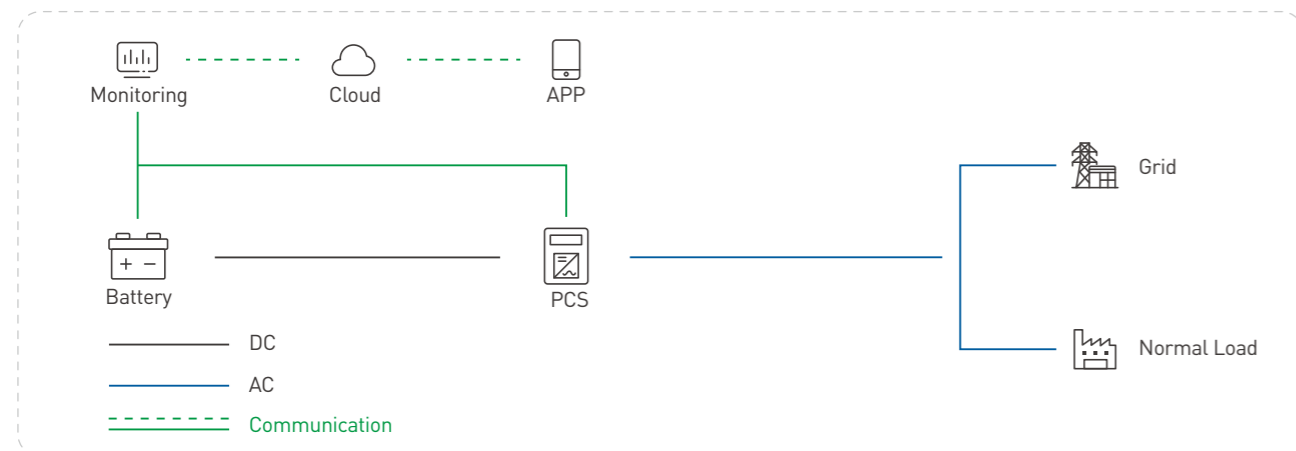 Monitoring
Cloud
APP
Grid
Battery
PCS
DC
Normal Load
AC
Communication